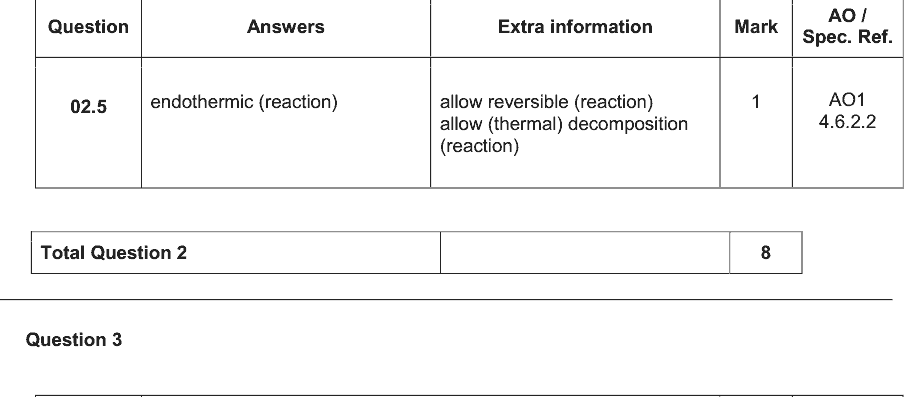 Question Answers Extra information Mark AO /
Spec. Ref.
02.5 endothermic (reaction) allow reversible (reaction) 1 AO1
allow (thermal) decomposition 4.6.2.2
(reaction)
Total Question 2 8
Question 3